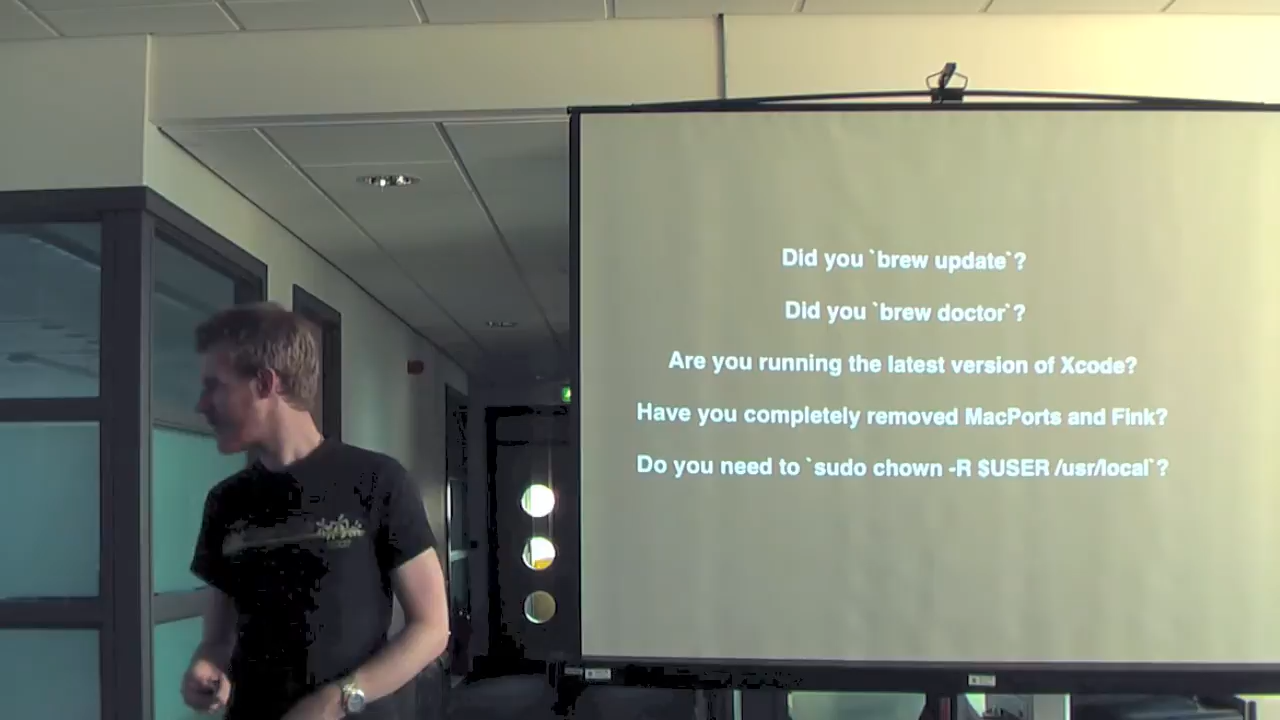 Did you `brew update`?
Did you `brew doctor`?
Are you running the latest version of Xcode?
Have you completely removed MacPorts and Fink?
Do you need to `sudo chown -R $USER /usr/local`?